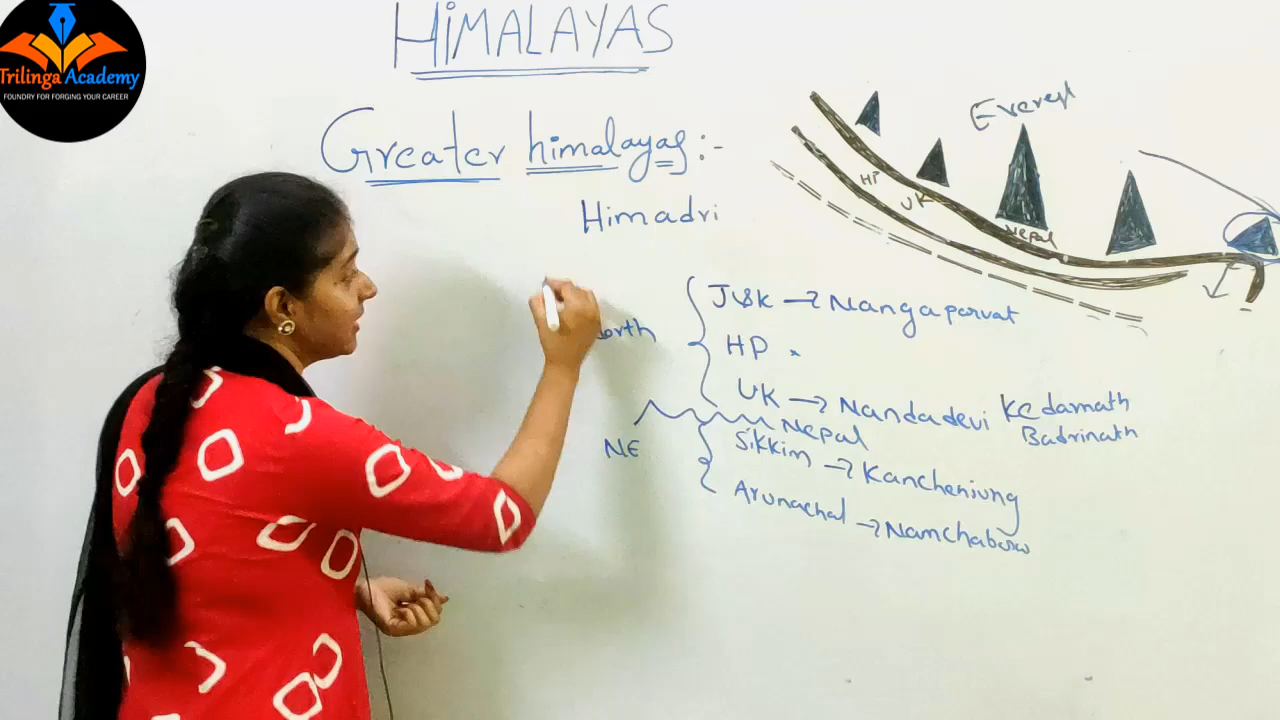 Trilinga Academy
FOUNDRY FOR FORGING YOUR CAREER
HiMALAYAS
Greater himalayas :-
Himadri
Everest
HP
UK
Nepal
J&K → Nangaparvat
orth
HP ×
UK → Nandadevi Kedarnath
Badrinath
Nepal
NE
Sikkim → Kanchenjung
Arunachal → Namchabarw